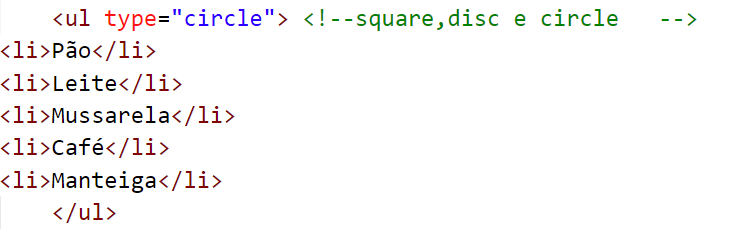 <ul type="circle"> <!--square,disc e circle   -->
<li>Pão</li>
<li>Leite</li>
<li>Mussarela</li>
<li>Café</li>
<li>Manteiga</li>
</ul>